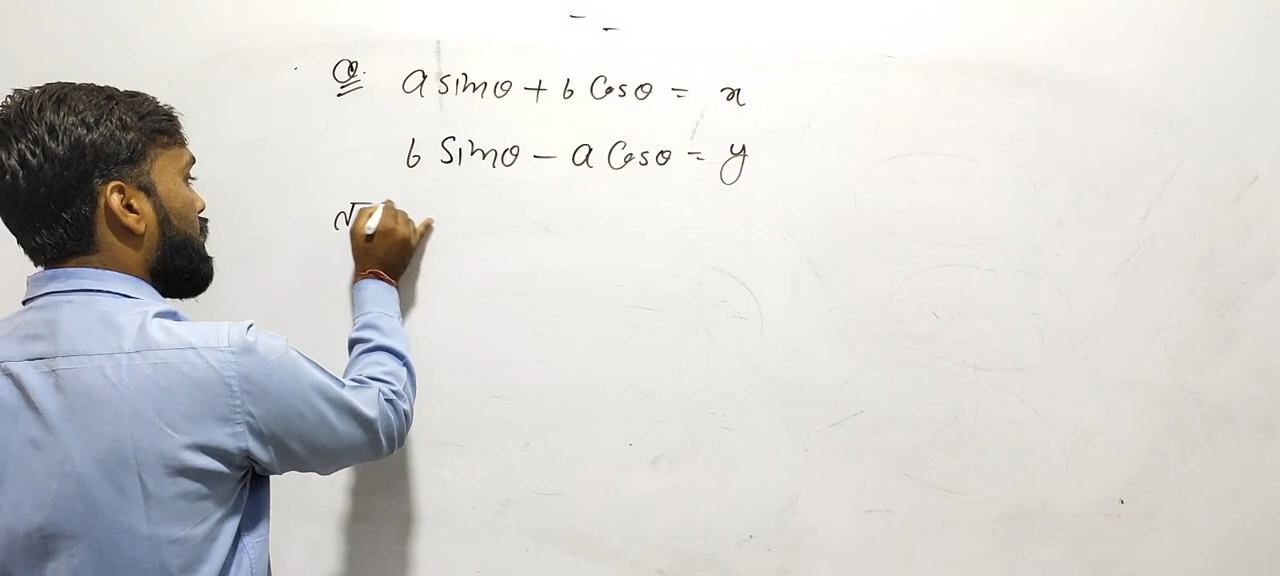 Q. a sinθ + b Cosθ = x
b Sinθ - a Cosθ = y
√